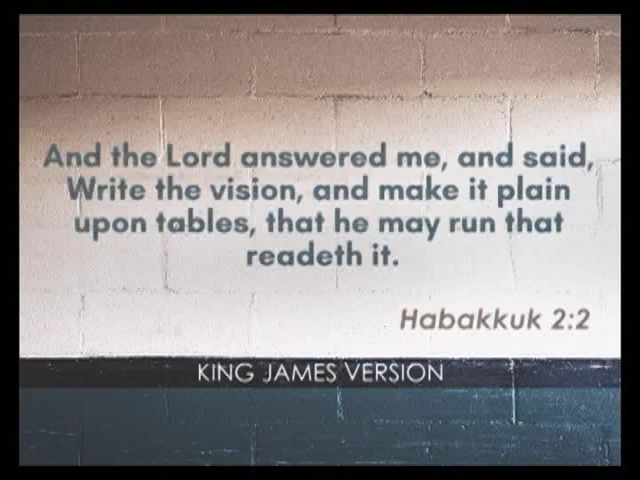 And the Lord answered me, and said,
Write the vision, and make it plain
upon tables, that he may run that
readeth it.
Habakkuk 2:2
KING JAMES VERSION